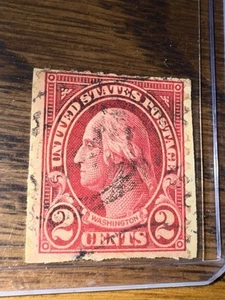 UNITED STATES POSTAGE
WASHINGTON
2 CENTS 2